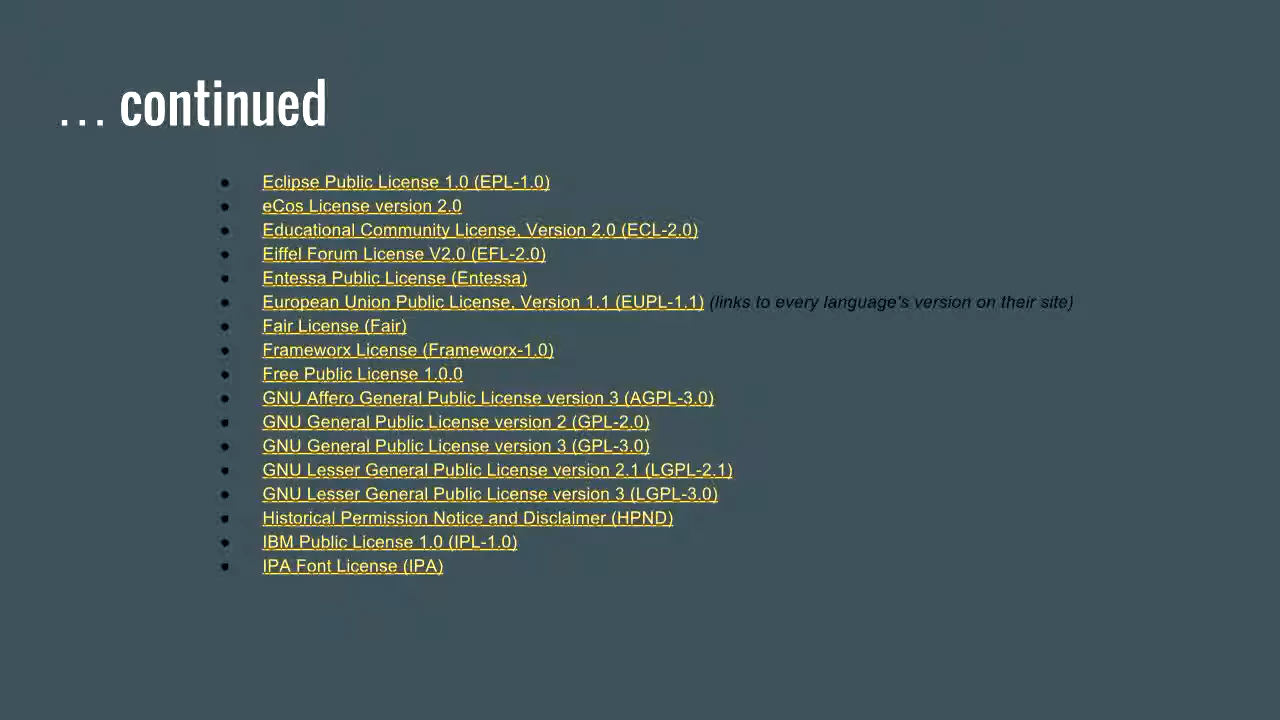 ... continued
● Eclipse Public License 1.0 (EPL-1.0)
● eCos License version 2.0
● Educational Community License, Version 2.0 (ECL-2.0)
● Eiffel Forum License V2.0 (EFL-2.0)
● Entessa Public License (Entessa)
● European Union Public License, Version 1.1 (EUPL-1.1) (links to every language's version on their site)
● Fair License (Fair)
● Frameworx License (Frameworx-1.0)
● Free Public License 1.0.0
● GNU Affero General Public License version 3 (AGPL-3.0)
● GNU General Public License version 2 (GPL-2.0)
● GNU General Public License version 3 (GPL-3.0)
● GNU Lesser General Public License version 2.1 (LGPL-2.1)
● GNU Lesser General Public License version 3 (LGPL-3.0)
● Historical Permission Notice and Disclaimer (HPND)
● IBM Public License 1.0 (IPL-1.0)
● IPA Font License (IPA)